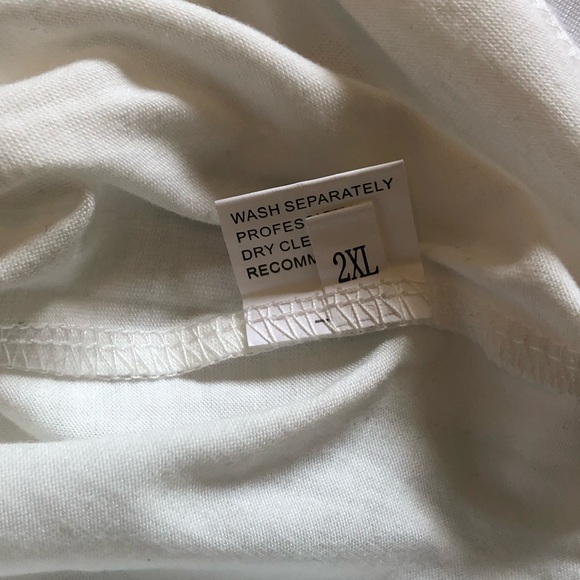 WASH SEPARATELY
PROFES
DRY CLE
RECOMM
2XL